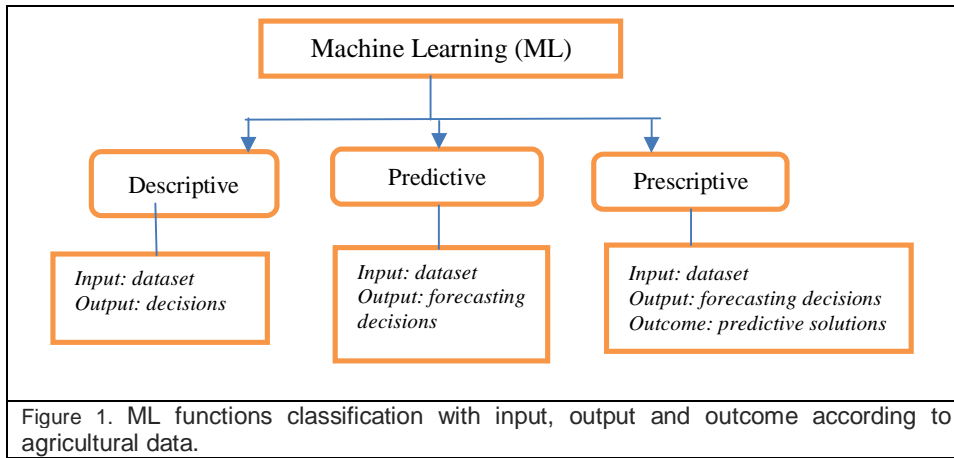 Machine Learning (ML)
Descriptive
Predictive
Prescriptive
Input: dataset
Output: decisions
Input: dataset
Output: forecasting
decisions
Input: dataset
Output: forecasting decisions
Outcome: predictive solutions
Figure 1. ML functions classification with input, output and outcome according to
agricultural data.